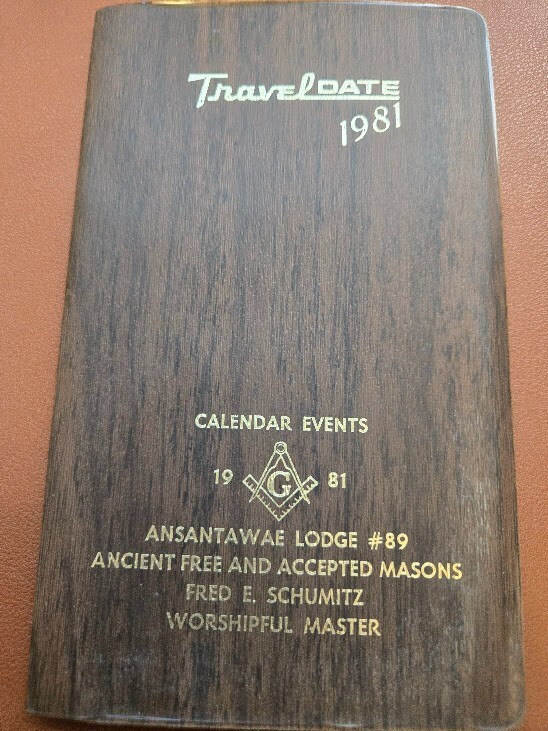 TravelDATE
1981
CALENDAR EVENTS
19 G 81
ANSANTAWAE LODGE #89
ANCIENT FREE AND ACCEPTED MASONS
FRED E. SCHUMITZ
WORSHIPFUL MASTER